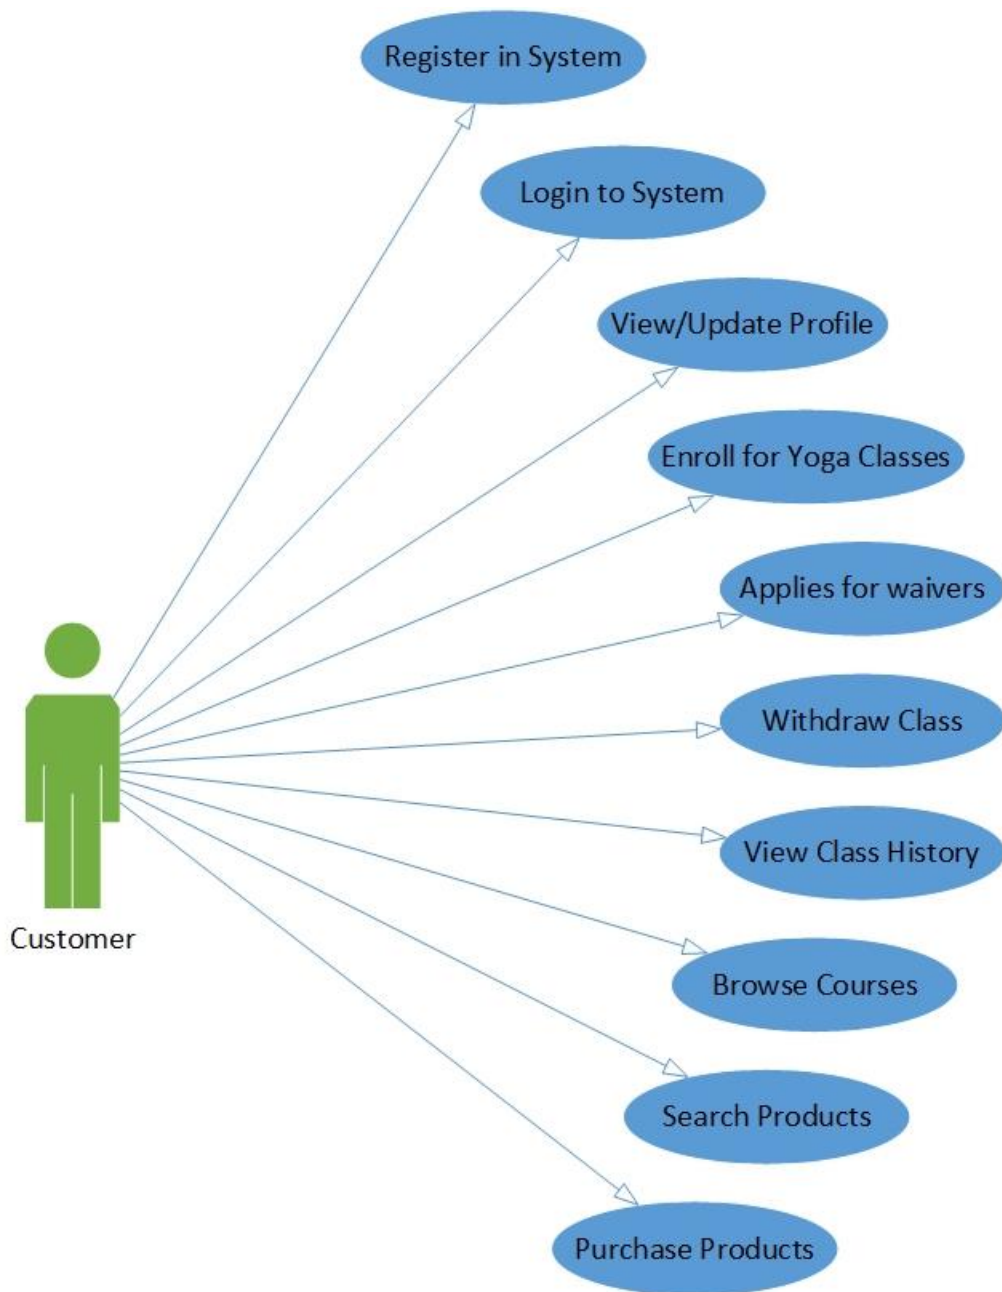 Register in System
Login to System
View/Update Profile
Enroll for Yoga Classes
Applies for waivers
Withdraw Class
View Class History
Customer
Browse Courses
Search Products
Purchase Products